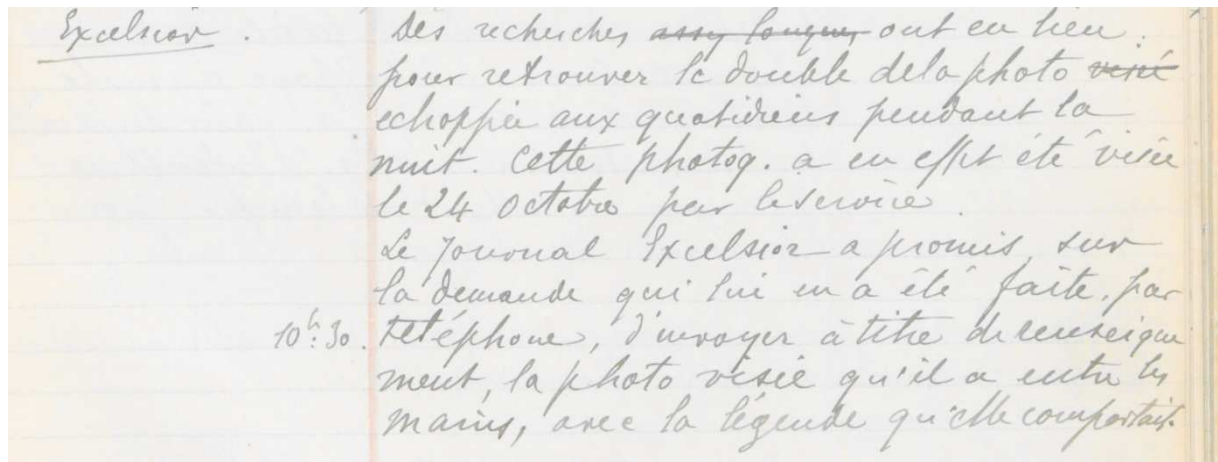 Excelsior. Des recherches assez longues ont eu lieu.
pour retrouver le double de la photo visé
echoppée aux quotidiens pendant la
nuit. Cette photog. a en effet été visée
le 24 octobre par le service.
Le Journal Excelsior a promis, sur
la demande qui lui en a été faite, par
10h:30. téléphone, d'envoyer à titre de renseigne
ment, la photo visée qu'il a entre les
mains, avec la légende qu'elle comportait.